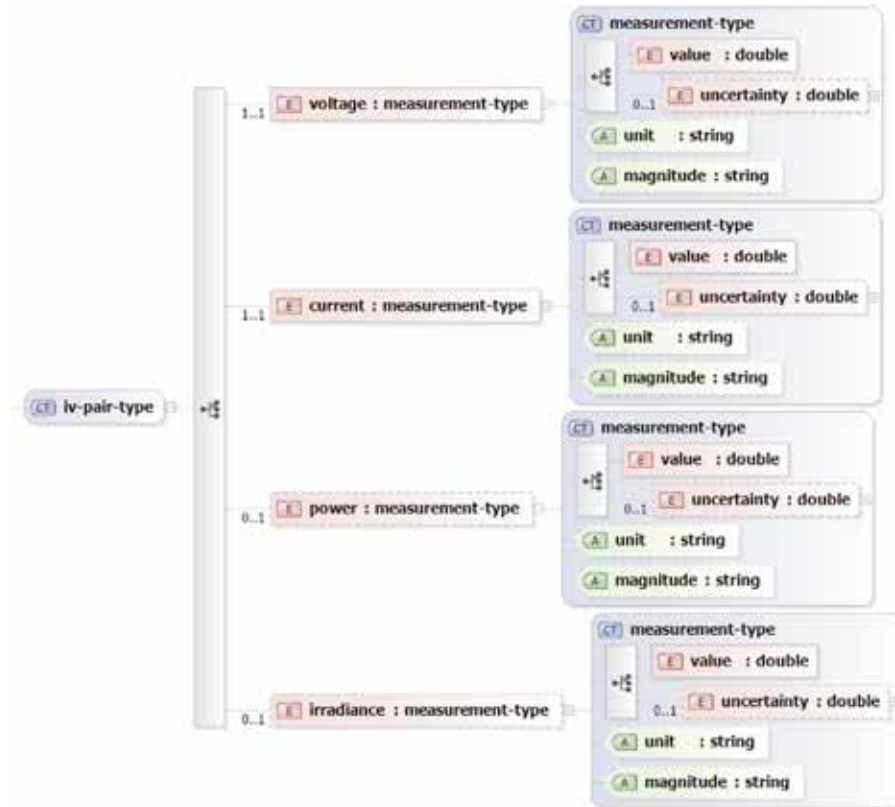 CT measurement-type
E value : double
0..1 E uncertainty : double
A unit : string
A magnitude : string
1..1 E voltage : measurement-type
CT measurement-type
E value : double
0..1 E uncertainty : double
A unit : string
A magnitude : string
1..1 E current : measurement-type
CT iv-pair-type
CT measurement-type
E value : double
0..1 E uncertainty : double
A unit : string
A magnitude : string
0..1 E power : measurement-type
CT measurement-type
E value : double
0..1 E uncertainty : double
A unit : string
A magnitude : string
0..1 E irradiance : measurement-type